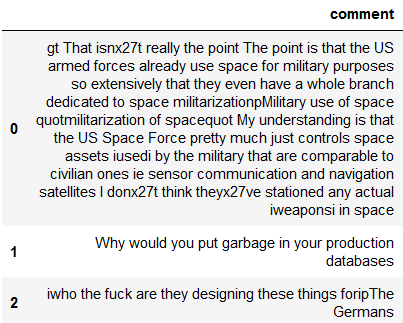 comment
gt That isnx27t really the point The point is that the US
armed forces already use space for military purposes
so extensively that they even have a whole branch
dedicated to space militarizationpMilitary use of space
quotmilitarization of spacequot My understanding is that
0
the US Space Force pretty much just controls space
assets iusedi by the military that are comparable to
civilian ones ie sensor communication and navigation
satellites I donx27t think theyx27ve stationed any actual
iweaponsi in space
Why would you put garbage in your production
1
databases
iwho the fuck are they designing these things foripThe
2
Germans